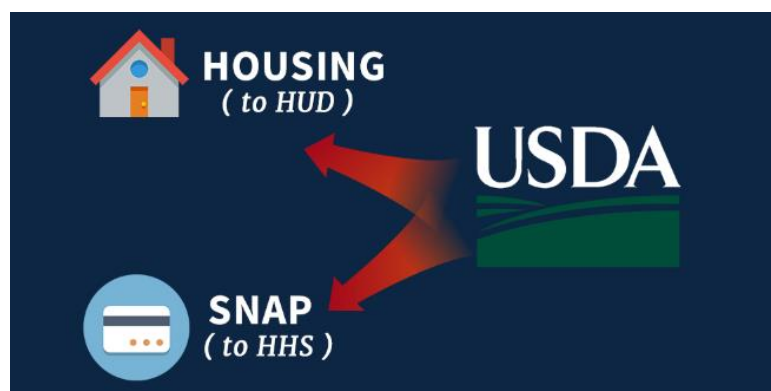 HOUSING
( to HUD )
USDA
SNAP
( to HHS )